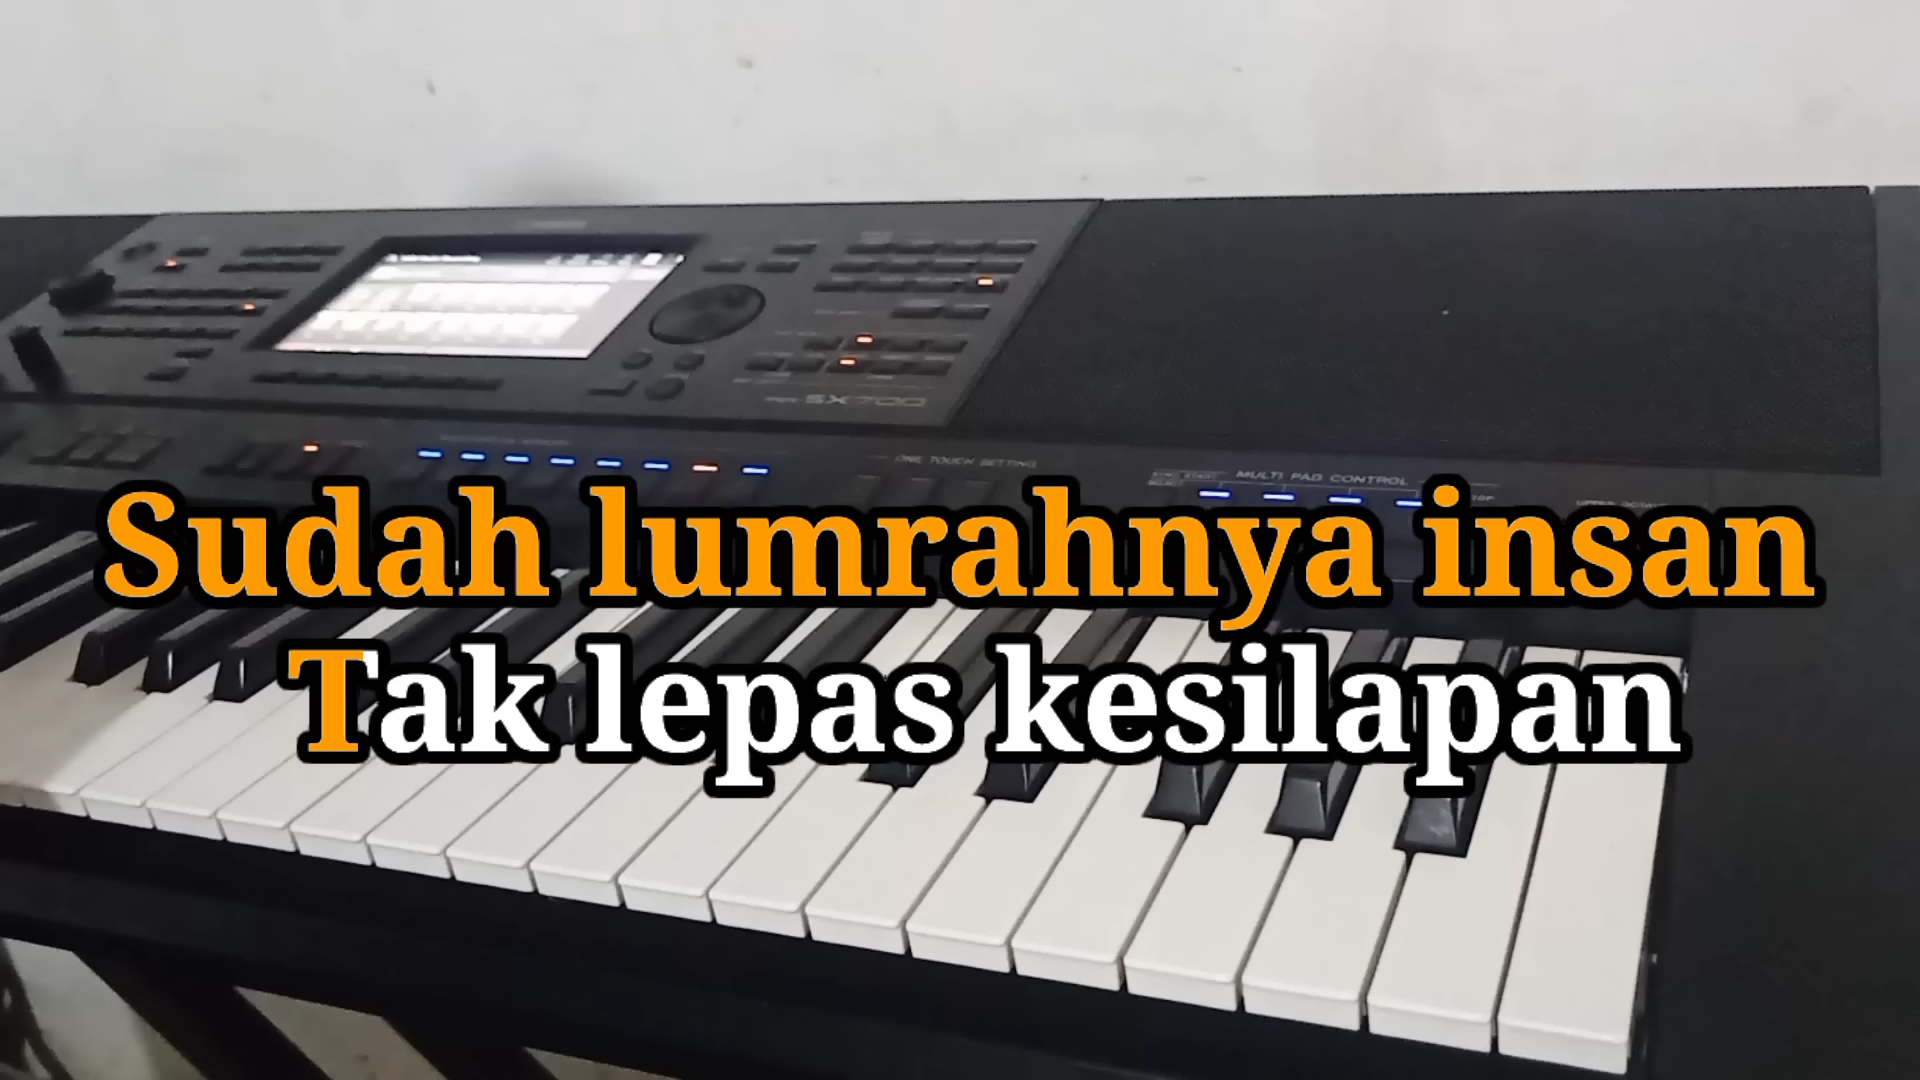 SX700
ONE TOUCH SETTING
MULTI PAD CONTROL
Sudah lumrahnya insan
Tak lepas kesilapan